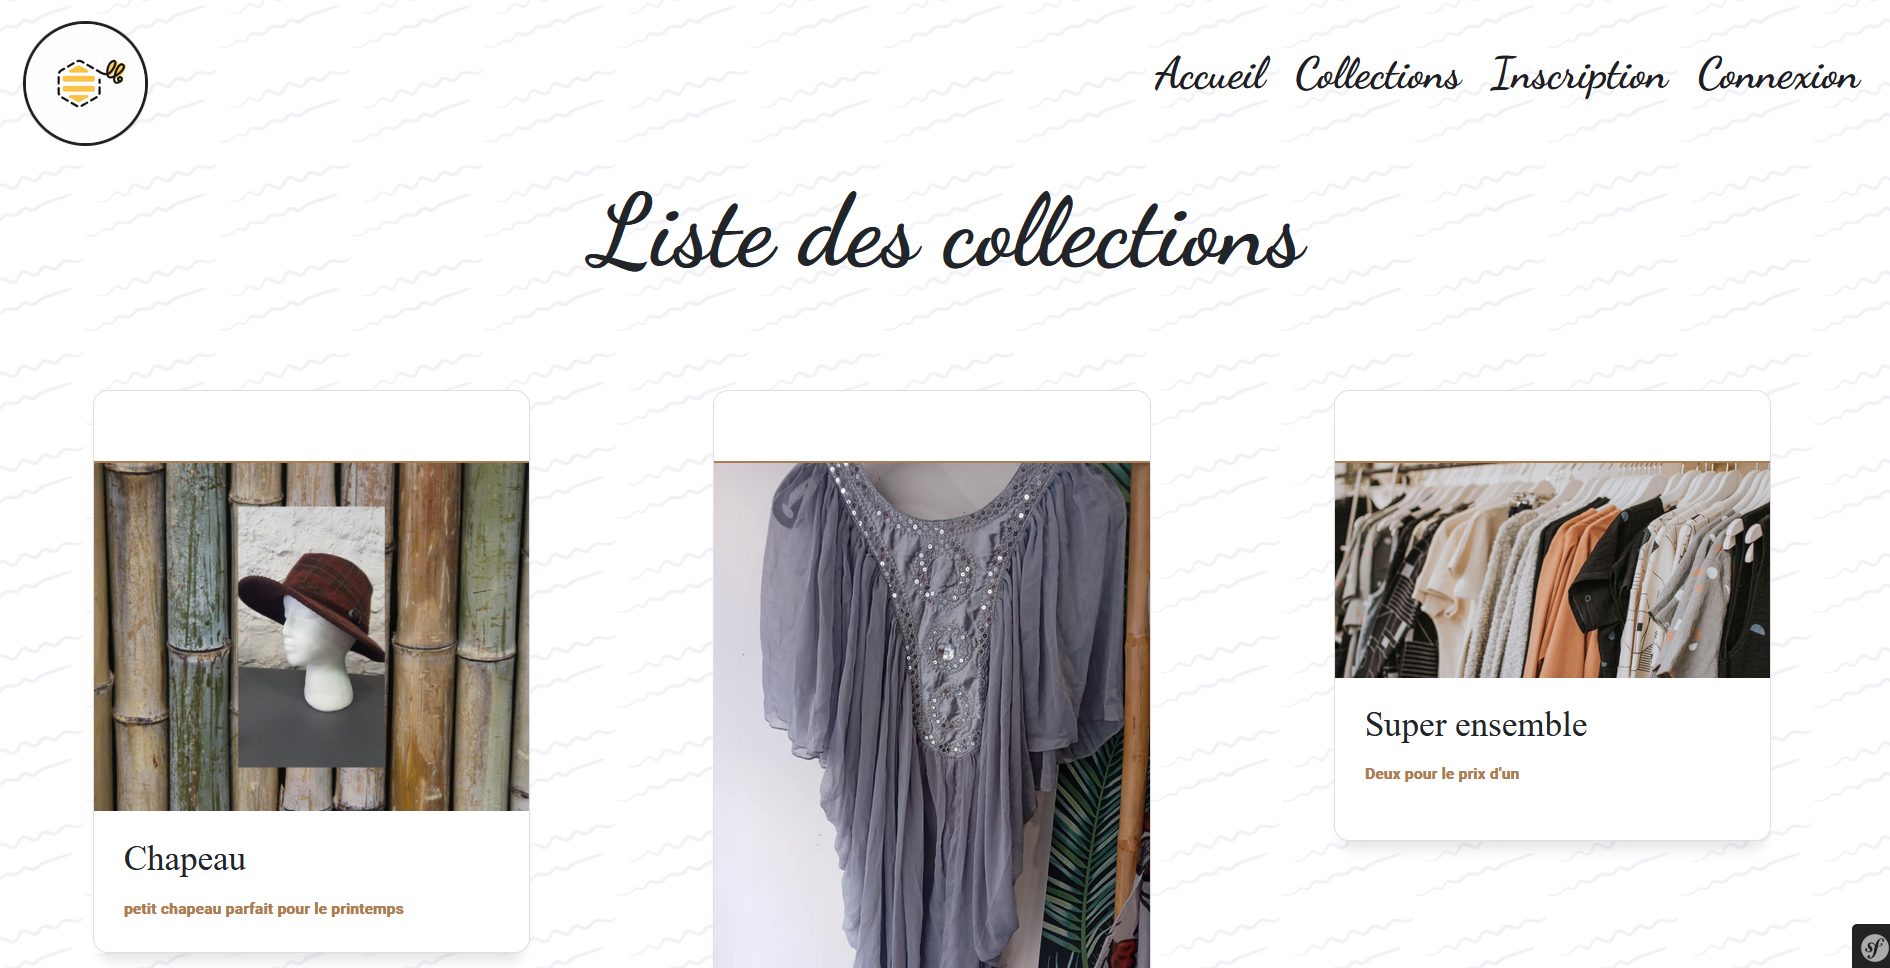 Accueil Collections Inscription Connexion
Liste des collections
Chapeau
petit chapeau parfait pour le printemps
Super ensemble
Deux pour le prix d'un
sf